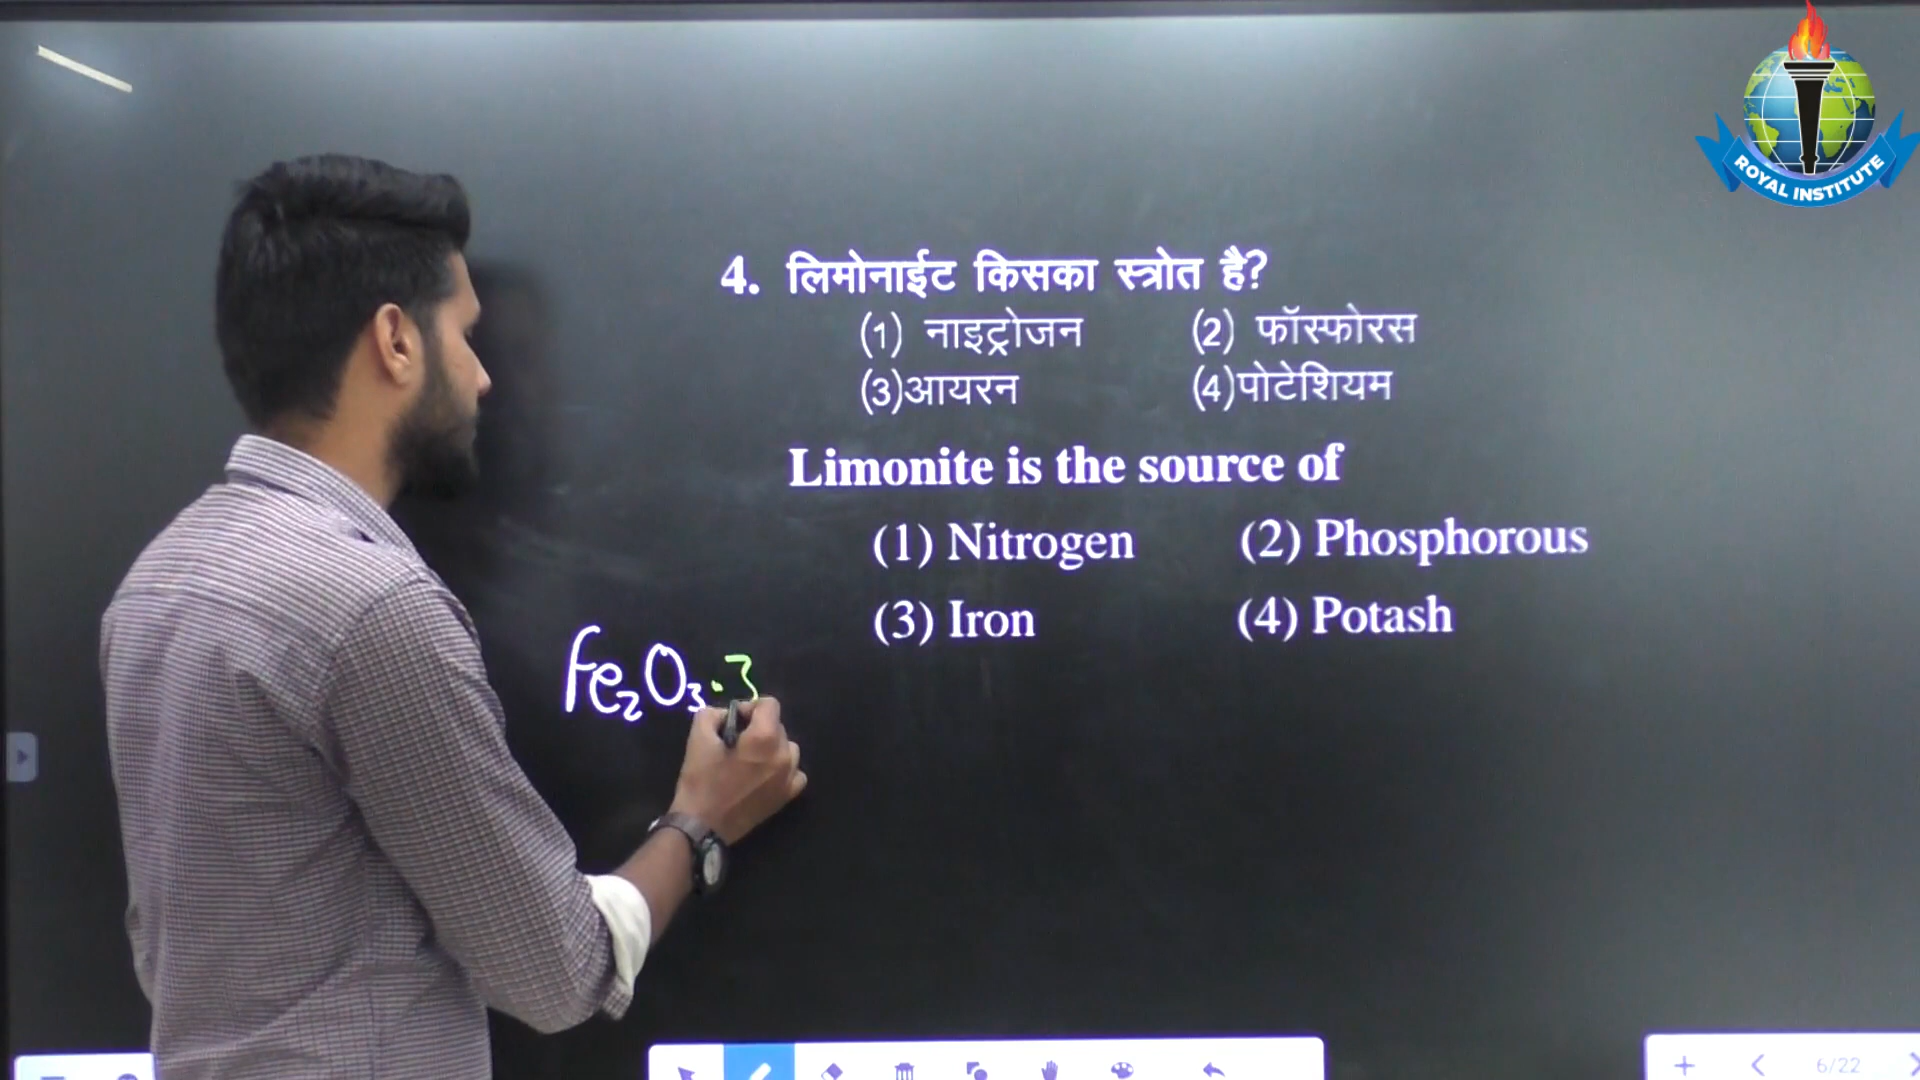 ROYAL INSTITUTE
4. लिमोनाईट किसका स्त्रोत है?
(1) नाइट्रोजन (2) फॉस्फोरस
(3)आयरन (4)पोटेशियम
Limonite is the source of
(1) Nitrogen (2) Phosphorous
(3) Iron (4) Potash
Fe₂O₃.3
6/22